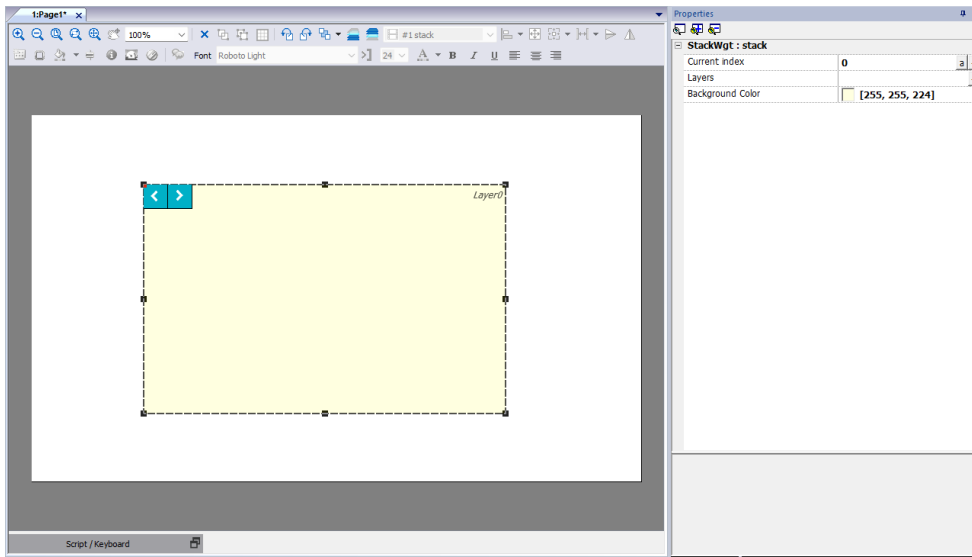 1:Page1*
Properties
100%
#1 stack
Font Roboto Light
24
A
B
I
U
StackWgt : stack
Current index
0
a
Layers
Background Color
[255, 255, 224]
Layer0
Script / Keyboard